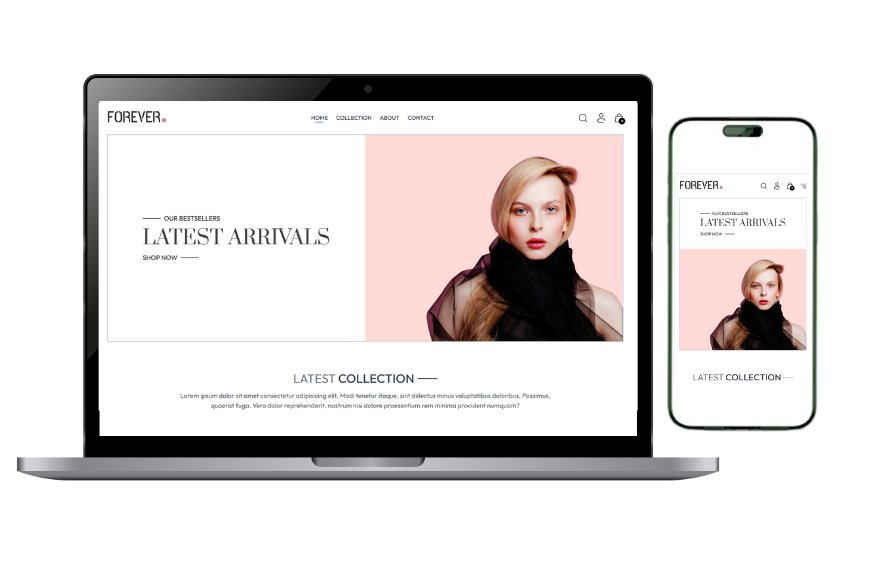 FOREVER.
HOME COLLECTION ABOUT CONTACT
OUR BESTSELLERS
LATEST ARRIVALS
SHOP NOW
LATEST COLLECTION
Lorem ipsum dolor sit amet consectetur adipisicing elit. Modi tenetur itaque, sint delectus minus voluptatibus doloribus. Possimus,
quaerat fuga. Vero dolor reprehenderit, nostrum nisi dolore praesentium rem minima provident numquam?
FOREVER.
OUR BESTSELLERS
LATEST ARRIVALS
SHOP NOW
LATEST COLLECTION